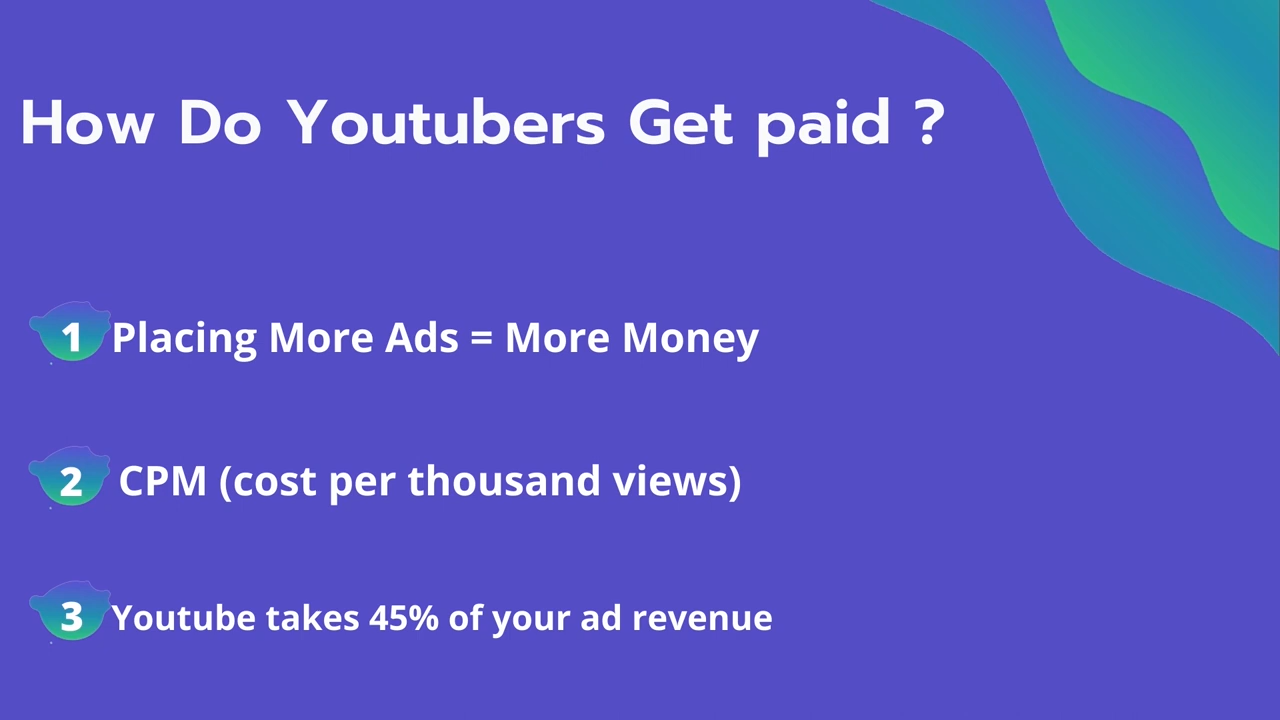 How Do Youtubers Get paid ?
1 Placing More Ads = More Money
2 CPM (cost per thousand views)
3 Youtube takes 45% of your ad revenue